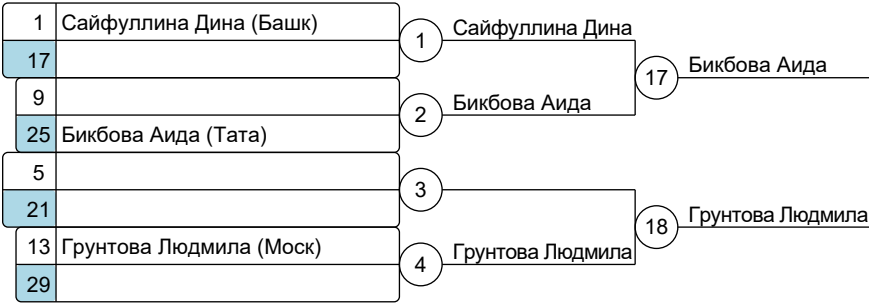 1 Сайфуллина Дина (Башк)
17
1 Сайфуллина Дина
9
25 Бикбова Аида (Тата)
2 Бикбова Аида
17 Бикбова Аида
5
21
3
13 Грунтова Людмила (Моск)
29
4 Грунтова Людмила
18 Грунтова Людмила